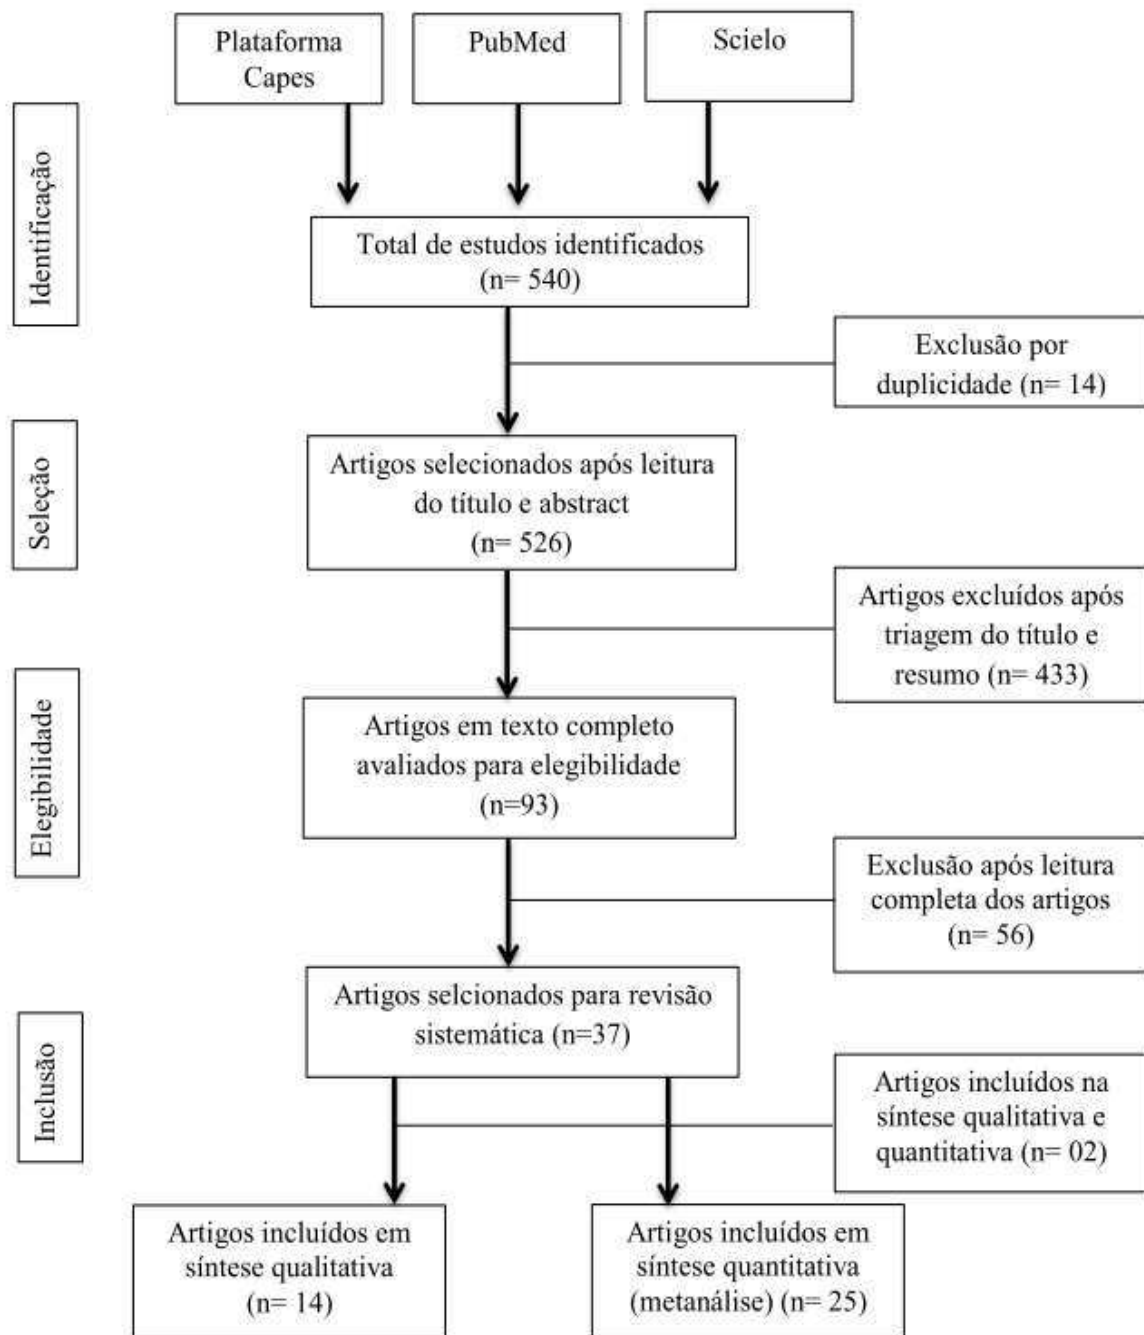 Plataforma
Capes
PubMed
Scielo
Identificação
Total de estudos identificados
(n= 540)
Exclusão por
duplicidade (n= 14)
Seleção
Artigos selecionados após leitura
do título e abstract
(n= 526)
Artigos excluídos após
triagem do título e
resumo (n= 433)
Elegibilidade
Artigos em texto completo
avaliados para elegibilidade
(n=93)
Exclusão após leitura
completa dos artigos
(n= 56)
Inclusão
Artigos selcionados para revisão
sistemática (n=37)
Artigos incluídos na
síntese qualitativa e
quantitativa (n= 02)
Artigos incluídos em
síntese qualitativa
(n= 14)
Artigos incluídos em
síntese quantitativa
(metanálise) (n= 25)